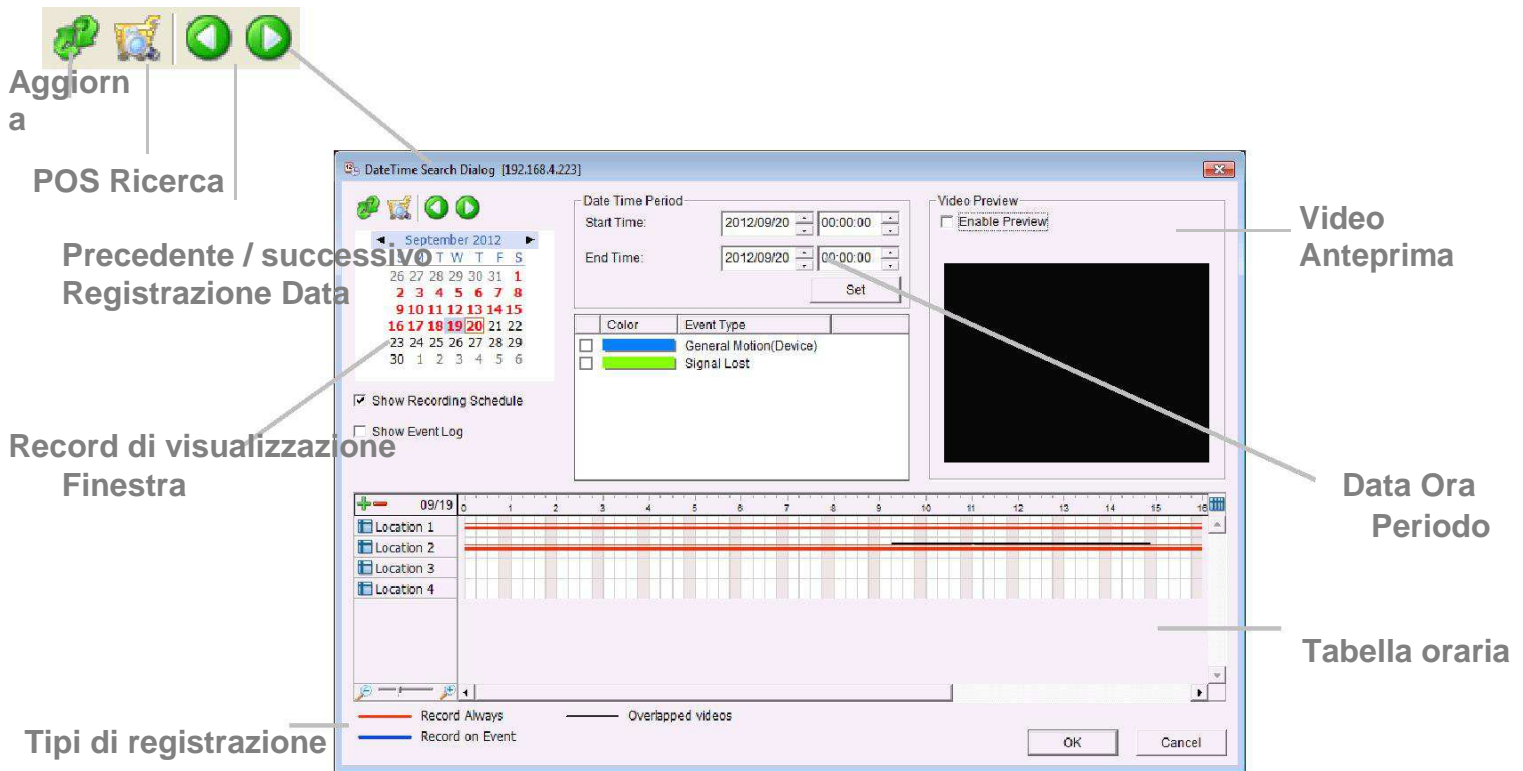 Aggiorn
a
POS Ricerca
Precedente / successivo
Registrazione Data
Record di visualizzazione
Finestra
Tipi di registrazione
Video
Anteprima
Data Ora
Periodo
Tabella oraria
DateTime Search Dialog [192.168.4.223]
September 2012
S M T W T F S
26 27 28 29 30 31 1
2 3 4 5 6 7 8
9 10 11 12 13 14 15
16 17 18 19 20 21 22
23 24 25 26 27 28 29
30 1 2 3 4 5 6
Show Recording Schedule
Show Event Log
Date Time Period
Start Time: 2012/09/20 00:00:00
End Time: 2012/09/20 00:00:00
Set
Color Event Type
General Motion(Device)
Signal Lost
Video Preview
Enable Preview
09/19 0 1 2 3 4 5 6 7 8 9 10 11 12 13 14 15 16
Location 1
Location 2
Location 3
Location 4
Record Always Overlapped videos
Record on Event
OK Cancel